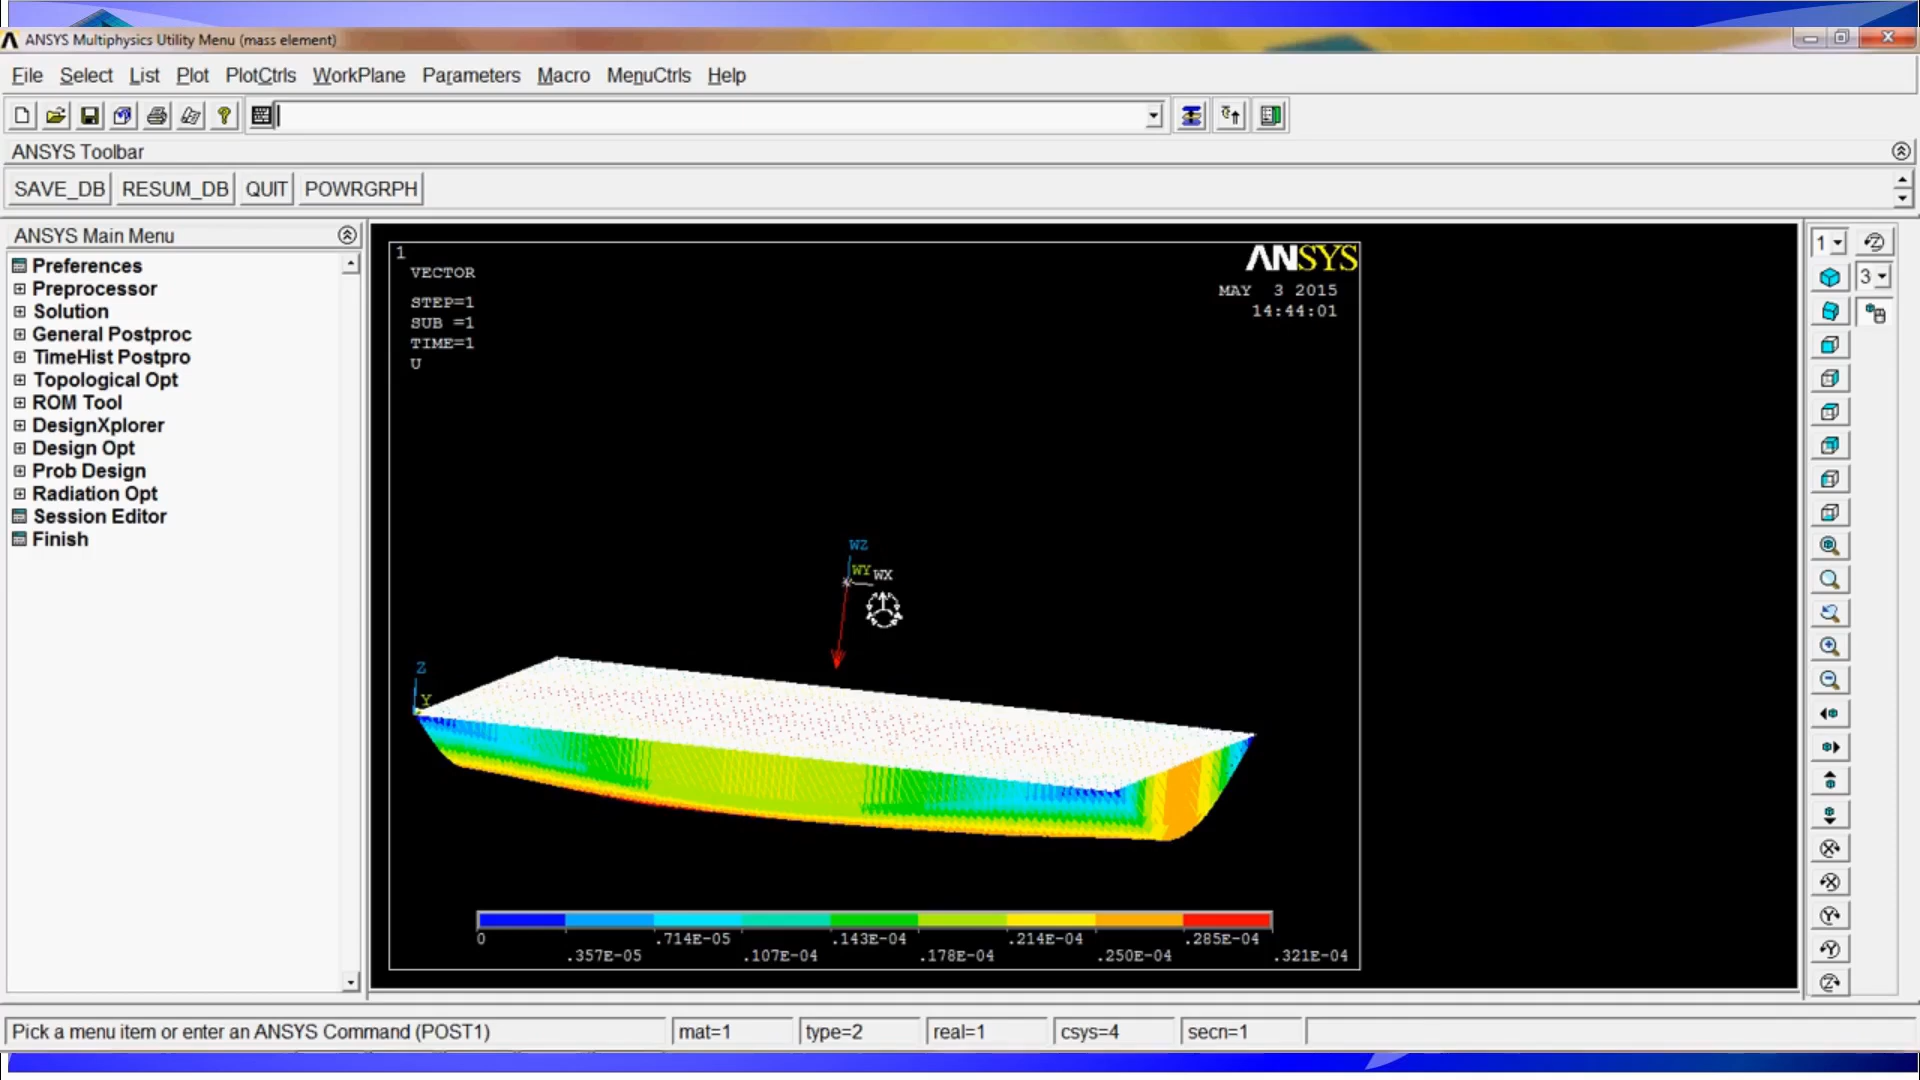 ANSYS Multiphysics Utility Menu (mass element)
File Select List Plot PlotCtrls WorkPlane Parameters Macro MenuCtrls Help
ANSYS Toolbar
SAVE_DB RESUM_DB QUIT POWRGRPH
ANSYS Main Menu
Preferences
Preprocessor
Solution
General Postproc
TimeHist Postpro
Topological Opt
ROM Tool
DesignXplorer
Design Opt
Prob Design
Radiation Opt
Session Editor
Finish
1
VECTOR
STEP=1
SUB =1
TIME=1
U
ANSYS
MAY 3 2015
14:44:01
WZ
WY WX
Z
Y
0 .714E-05 .143E-04 .214E-04 .285E-04
.357E-05 .107E-04 .178E-04 .250E-04 .321E-04
1
3
Pick a menu item or enter an ANSYS Command (POST1) mat=1 type=2 real=1 csys=4 secn=1